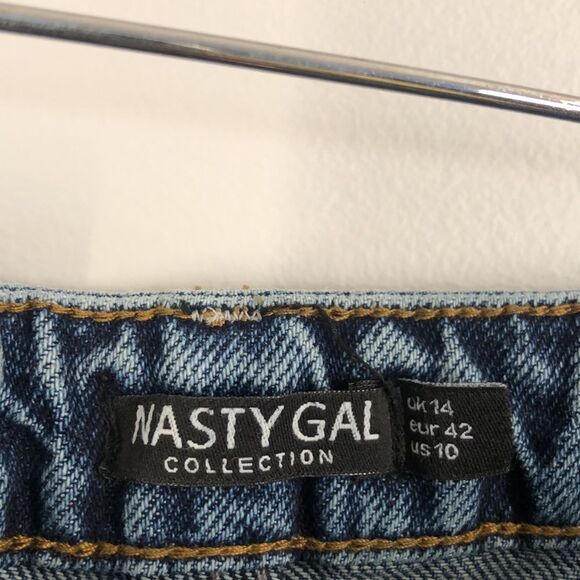 NASTY GAL
COLLECTION
uk 14
eur 42
us 10